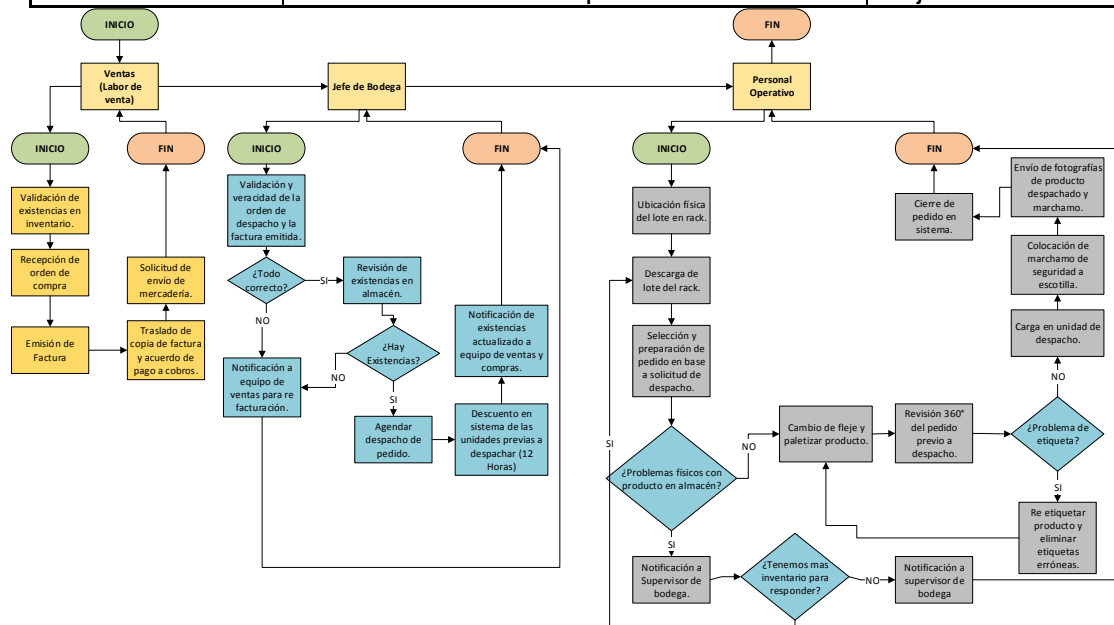 INICIO
FIN
Ventas
(Labor de
venta)
Jefe de Bodega
Personal
Operativo
INICIO
FIN
Validación de
existencias en
inventario.
Recepción de
orden de
compra
Emisión de
Factura
Solicitud de
envío de
mercadería.
Traslado de
copia de factura
y acuerdo de
pago a cobros.
INICIO
FIN
Validación y
veracidad de la
orden de
despacho y la
factura emitida.
¿Todo
correcto?
SI
Revisión de
existencias en
almacén.
NO
¿Hay
Existencias?
NO
Notificación a
equipo de
ventas para re
facturación.
SI
Agendar
despacho de
pedido.
Descuento en
sistema de las
unidades previas a
despachar (12
Horas)
Notificación de
existencias
actualizado a
equipo de ventas y
compras.
INICIO
FIN
Ubicación física
del lote en rack.
Descarga de
lote del rack.
Selección y
preparación de
pedido en base
a solicitud de
despacho.
SI
¿Problemas físicos con
producto en almacén?
NO
Cambio de fleje y
paletizar producto.
Revisión 360°
del pedido
previo a
despacho.
¿Problema de
etiqueta?
NO
SI
Re etiquetar
producto y
eliminar
etiquetas
erróneas.
Carga en unidad de
despacho.
Colocación de
marchamo de
seguridad a
escotilla.
Envío de fotografías
de producto
despachado y
marchamo.
Cierre de
pedido en
sistema.
SI
Notificación a
Supervisor de
bodega.
¿Tenemos mas
inventario para
responder?
NO
Notificación a
supervisor de
bodega